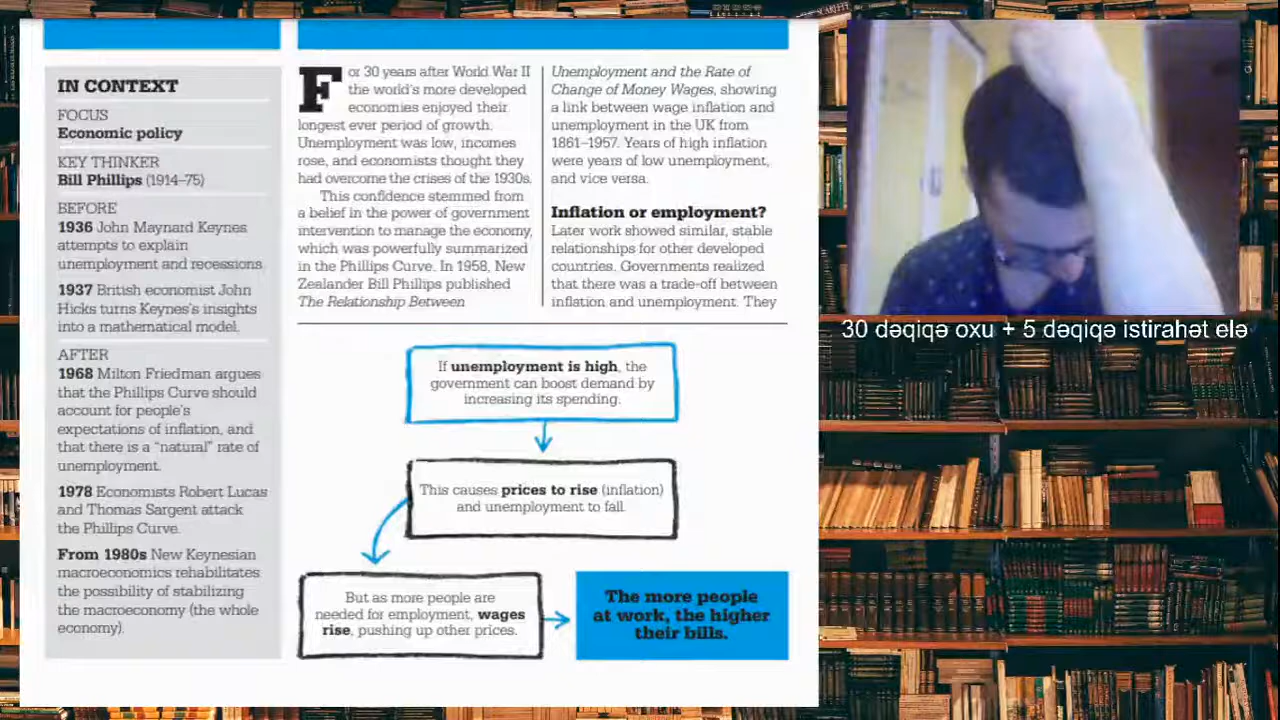 IN CONTEXT
FOCUS
Economic policy
KEY THINKER
Bill Phillips (1914–75)
BEFORE
1936 John Maynard Keynes
attempts to explain
unemployment and recessions.
1937 British economist John
Hicks turns Keynes's insights
into a mathematical model.
AFTER
1968 Milton Friedman argues
that the Phillips Curve should
account for people's
expectations of inflation, and
that there is a "natural" rate of
unemployment.
1978 Economists Robert Lucas
and Thomas Sargent attack
the Phillips Curve.
From 1980s New Keynesian
macroeconomics rehabilitates
the possibility of stabilizing
the macroeconomy (the whole
economy).
For 30 years after World War II
the world's more developed
economies enjoyed their
longest ever period of growth.
Unemployment was low, incomes
rose, and economists thought they
had overcome the crises of the 1930s.
This confidence stemmed from
a belief in the power of government
intervention to manage the economy,
which was powerfully summarized
in the Phillips Curve. In 1958, New
Zealander Bill Phillips published
The Relationship Between
Unemployment and the Rate of
Change of Money Wages, showing
a link between wage inflation and
unemployment in the UK from
1861–1957. Years of high inflation
were years of low unemployment,
and vice versa.
Inflation or employment?
Later work showed similar, stable
relationships for other developed
countries. Governments realized
that there was a trade-off between
inflation and unemployment. They
If unemployment is high, the
government can boost demand by
increasing its spending.
This causes prices to rise (inflation)
and unemployment to fall.
But as more people are
needed for employment, wages
rise, pushing up other prices.
The more people
at work, the higher
their bills.
30 dəqiqə oxu + 5 dəqiqə istirahət elə